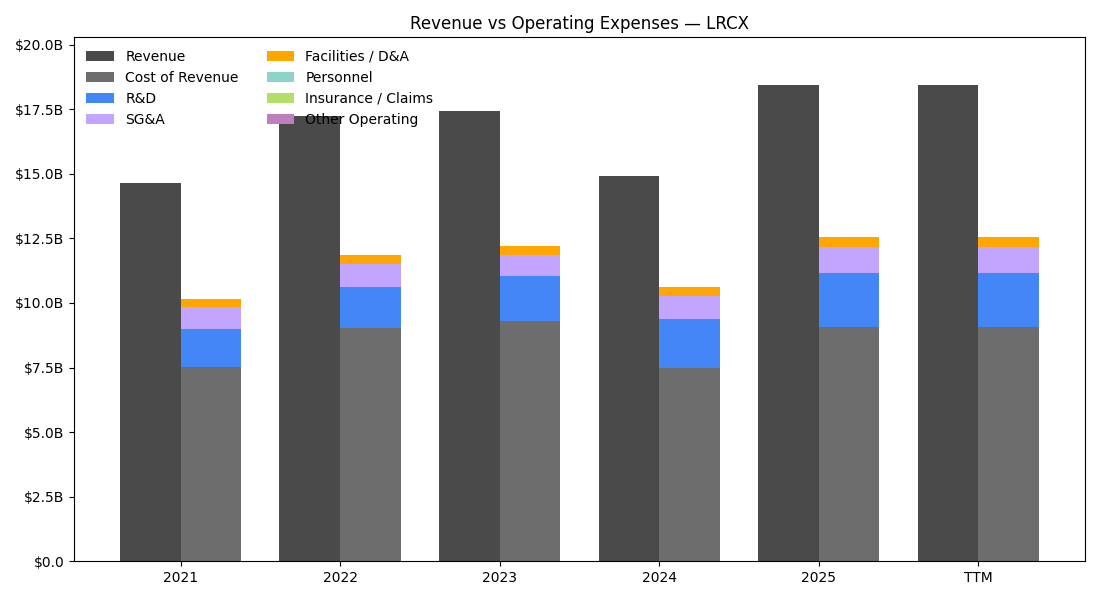 Revenue vs Operating Expenses — LRCX
$20.0B
$17.5B
$15.0B
$12.5B
$10.0B
$7.5B
$5.0B
$2.5B
$0.0
Revenue
Cost of Revenue
R&D
SG&A
Facilities / D&A
Personnel
Insurance / Claims
Other Operating
2021
2022
2023
2024
2025
TTM